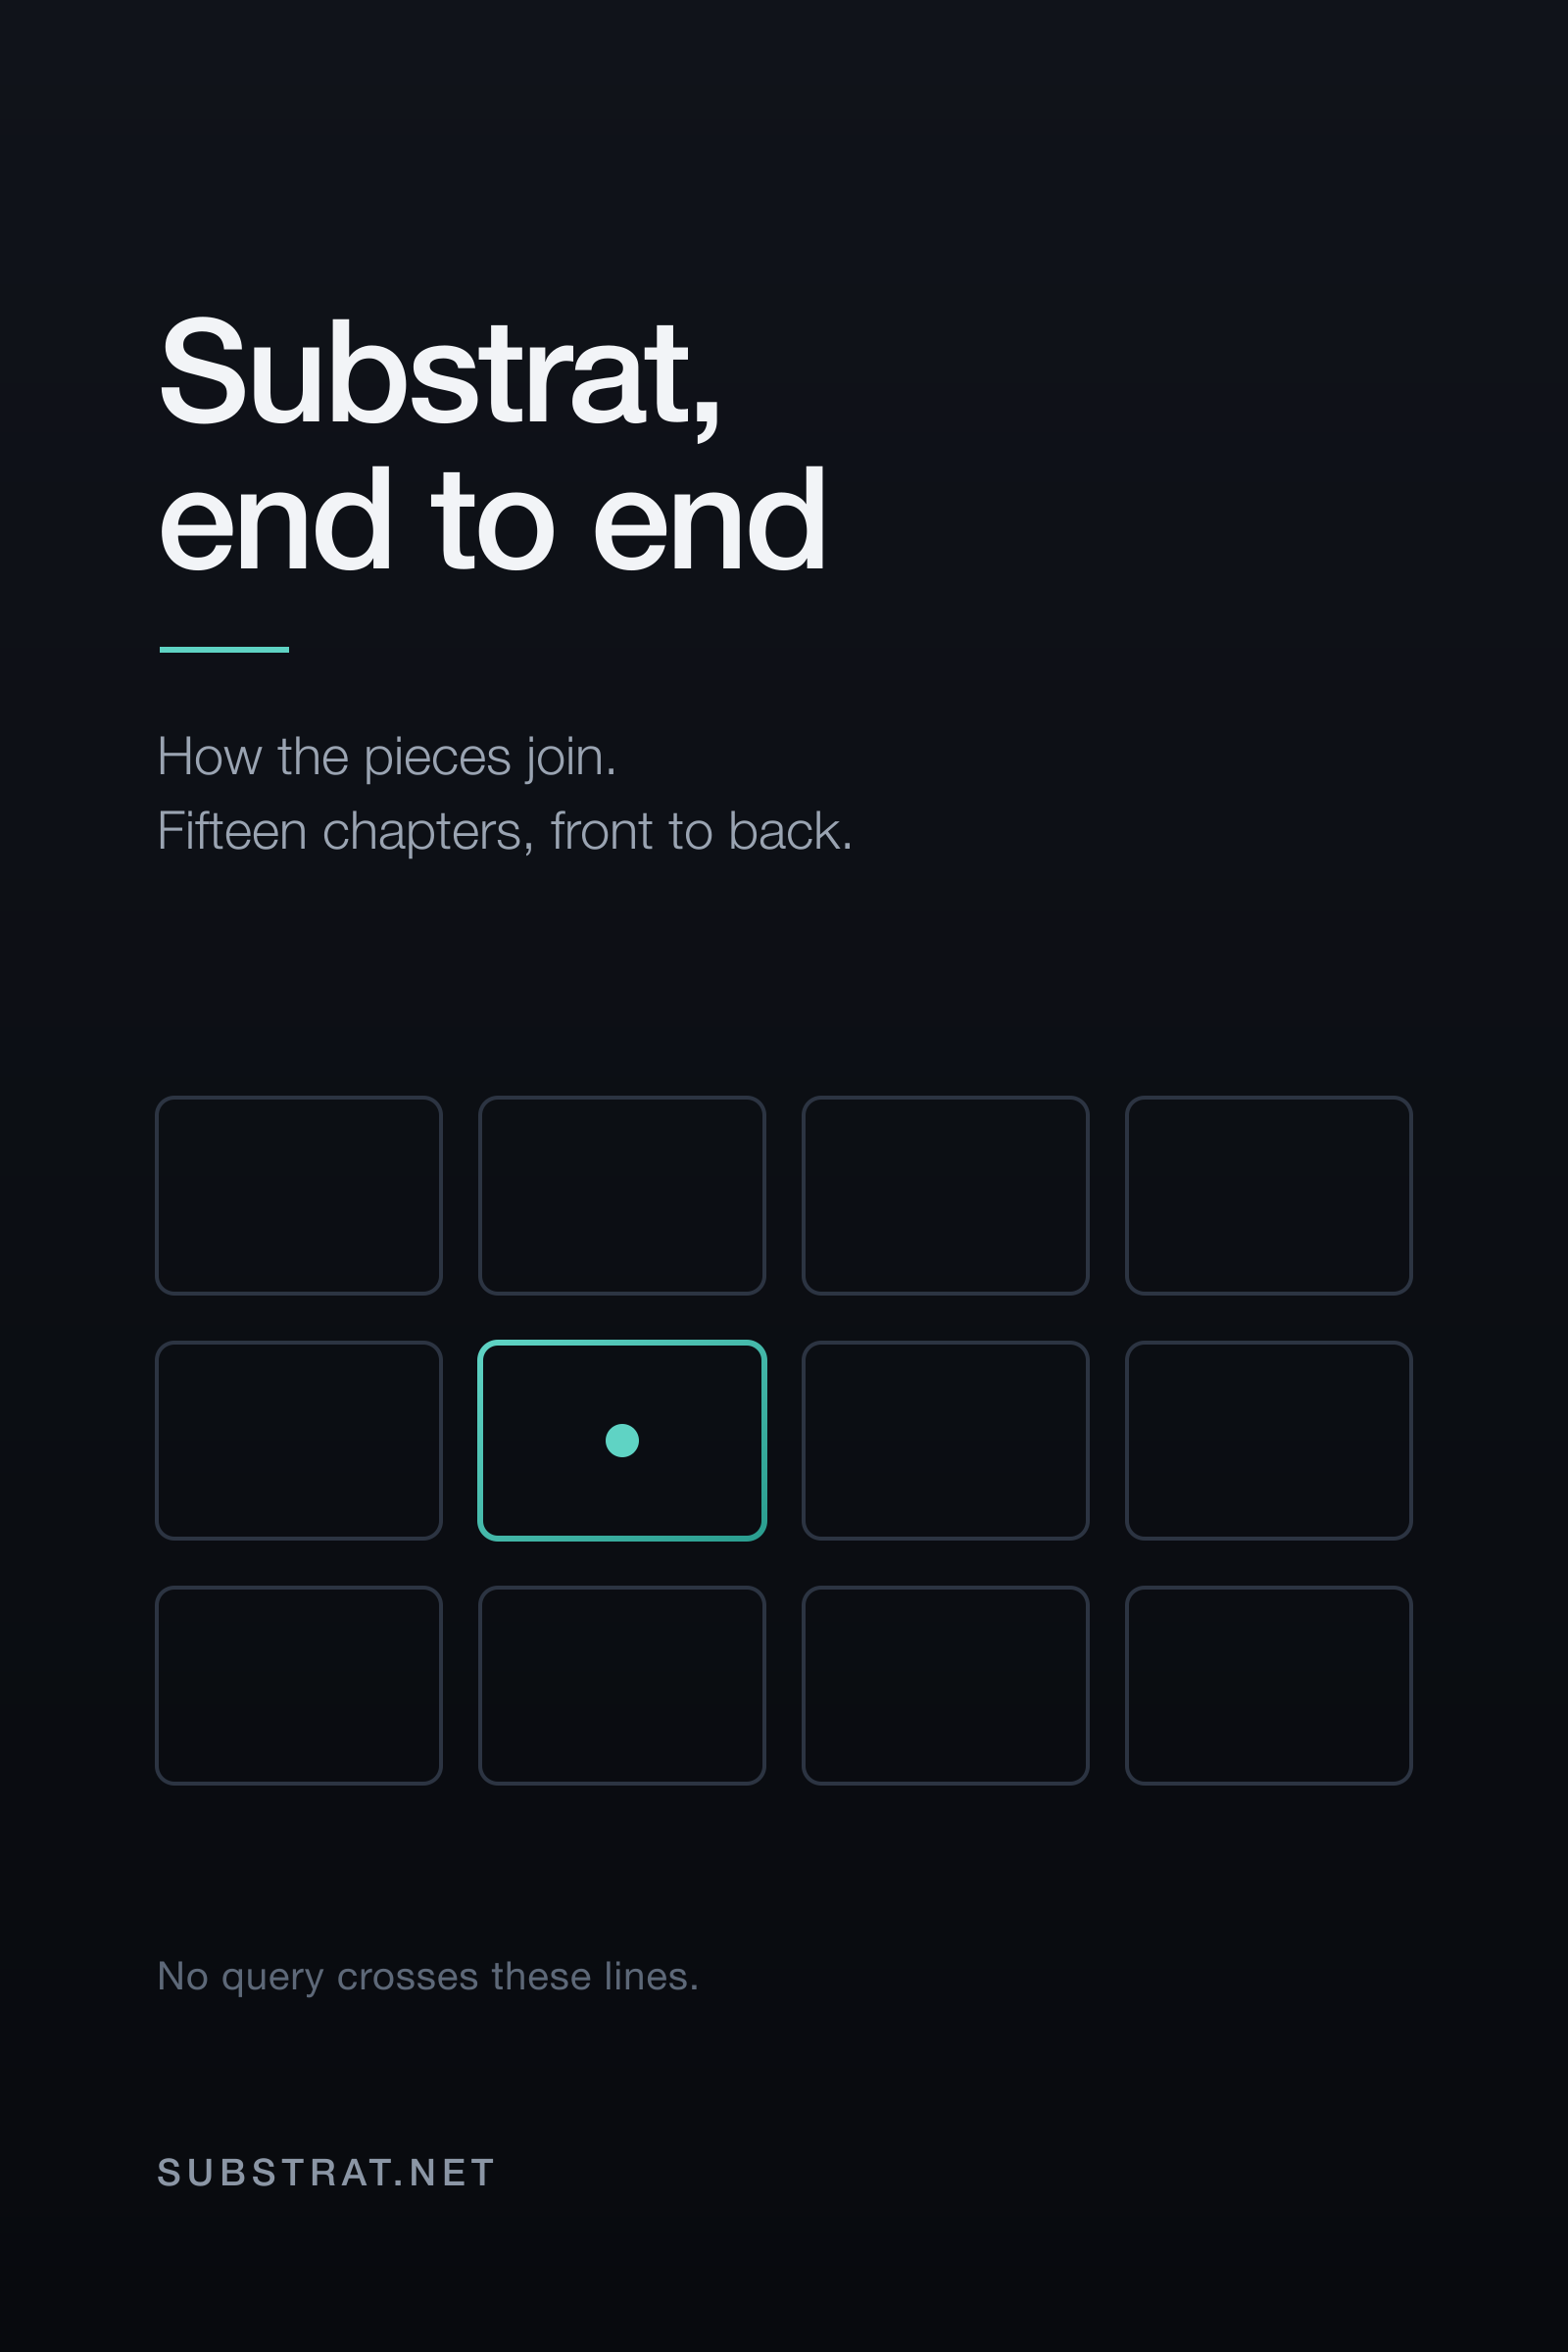 Substrat,
end to end
How the pieces join.
Fifteen chapters, front to back.
No query crosses these lines.
SUBSTRAT.NET